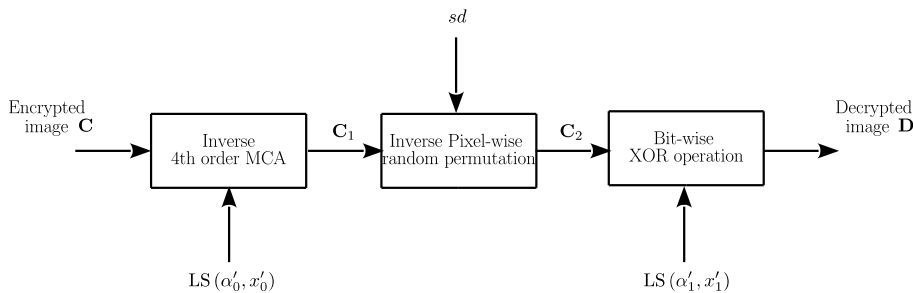 sd
Encrypted
image C
Inverse
4th order MCA
C₁
Inverse Pixel-wise
random permutation
C₂
Bit-wise
XOR operation
Decrypted
image D
LS (α′₀, x′₀)
LS (α′₁, x′₁)